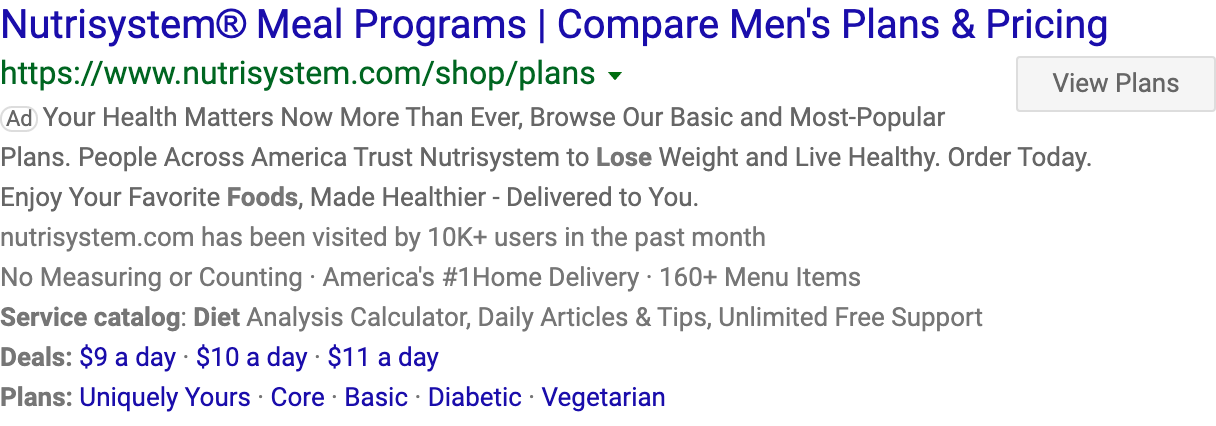 Nutrisystem® Meal Programs | Compare Men's Plans & Pricing
https://www.nutrisystem.com/shop/plans
View Plans
Ad Your Health Matters Now More Than Ever, Browse Our Basic and Most-Popular
Plans. People Across America Trust Nutrisystem to Lose Weight and Live Healthy. Order Today.
Enjoy Your Favorite Foods, Made Healthier - Delivered to You.
nutrisystem.com has been visited by 10K+ users in the past month
No Measuring or Counting · America's #1Home Delivery · 160+ Menu Items
Service catalog: Diet Analysis Calculator, Daily Articles & Tips, Unlimited Free Support
Deals: $9 a day · $10 a day · $11 a day
Plans: Uniquely Yours · Core · Basic · Diabetic · Vegetarian